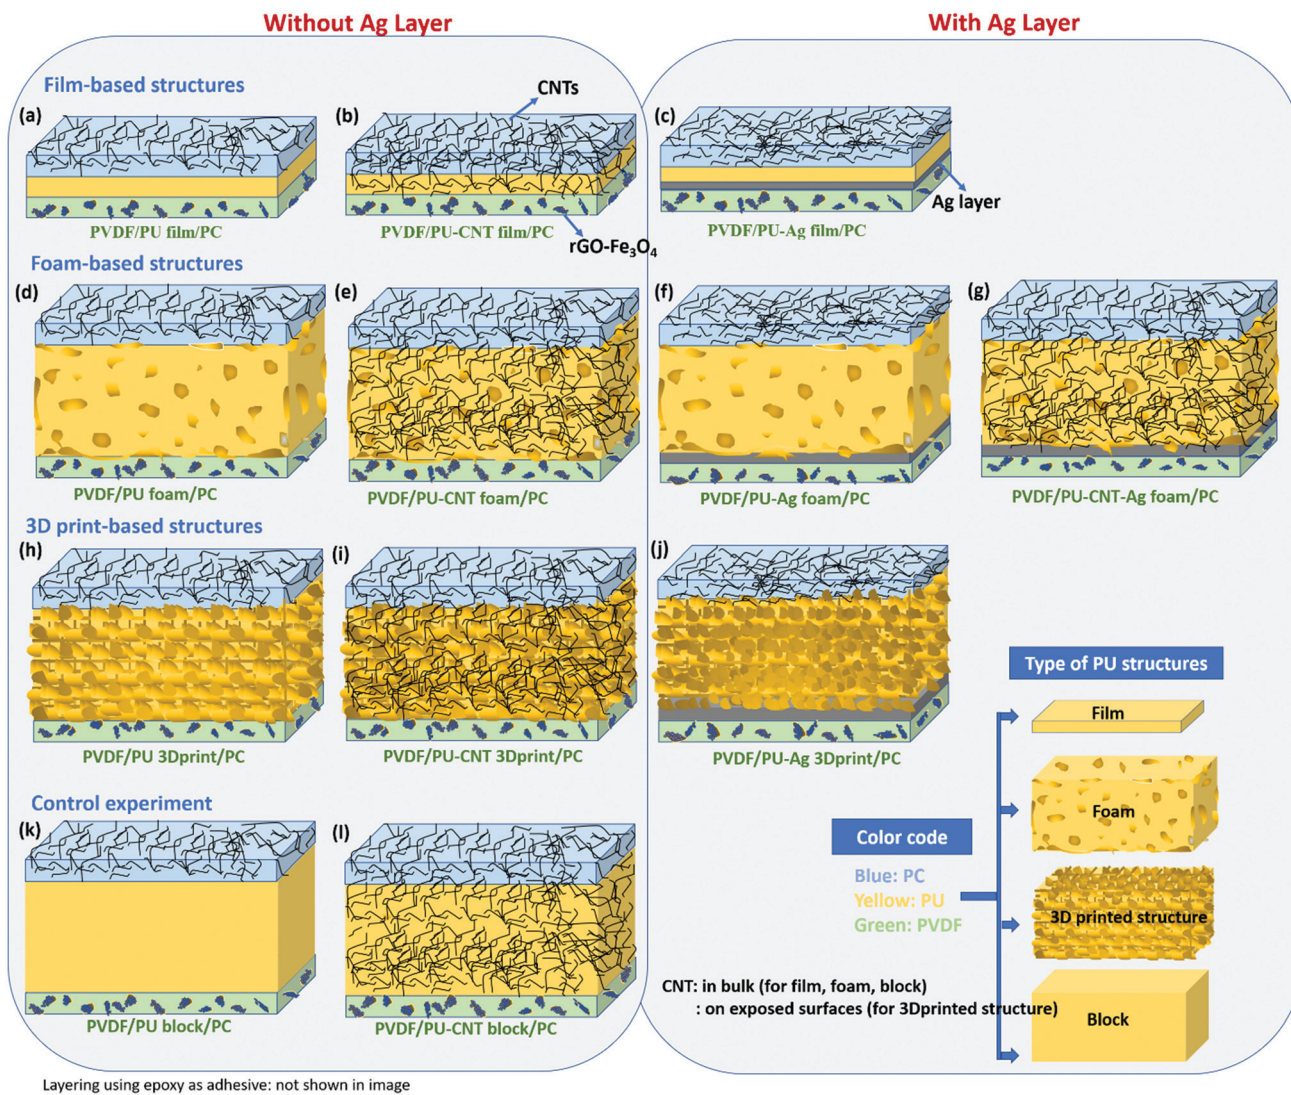 Without Ag Layer
With Ag Layer
Film-based structures
(a)
(b)
CNTs
(c)
Ag layer
PVDF/PU film/PC
PVDF/PU-CNT film/PC
PVDF/PU-Ag film/PC
rGO-Fe₃O₄
Foam-based structures
(d)
(e)
(f)
(g)
PVDF/PU foam/PC
PVDF/PU-CNT foam/PC
PVDF/PU-Ag foam/PC
PVDF/PU-CNT-Ag foam/PC
3D print-based structures
(h)
(i)
(j)
PVDF/PU 3Dprint/PC
PVDF/PU-CNT 3Dprint/PC
PVDF/PU-Ag 3Dprint/PC
Control experiment
(k)
(l)
PVDF/PU block/PC
PVDF/PU-CNT block/PC
Type of PU structures
Film
Foam
3D printed structure
Block
Color code
Blue: PC
Yellow: PU
Green: PVDF
CNT: in bulk (for film, foam, block)
: on exposed surfaces (for 3Dprinted structure)
Layering using epoxy as adhesive: not shown in image